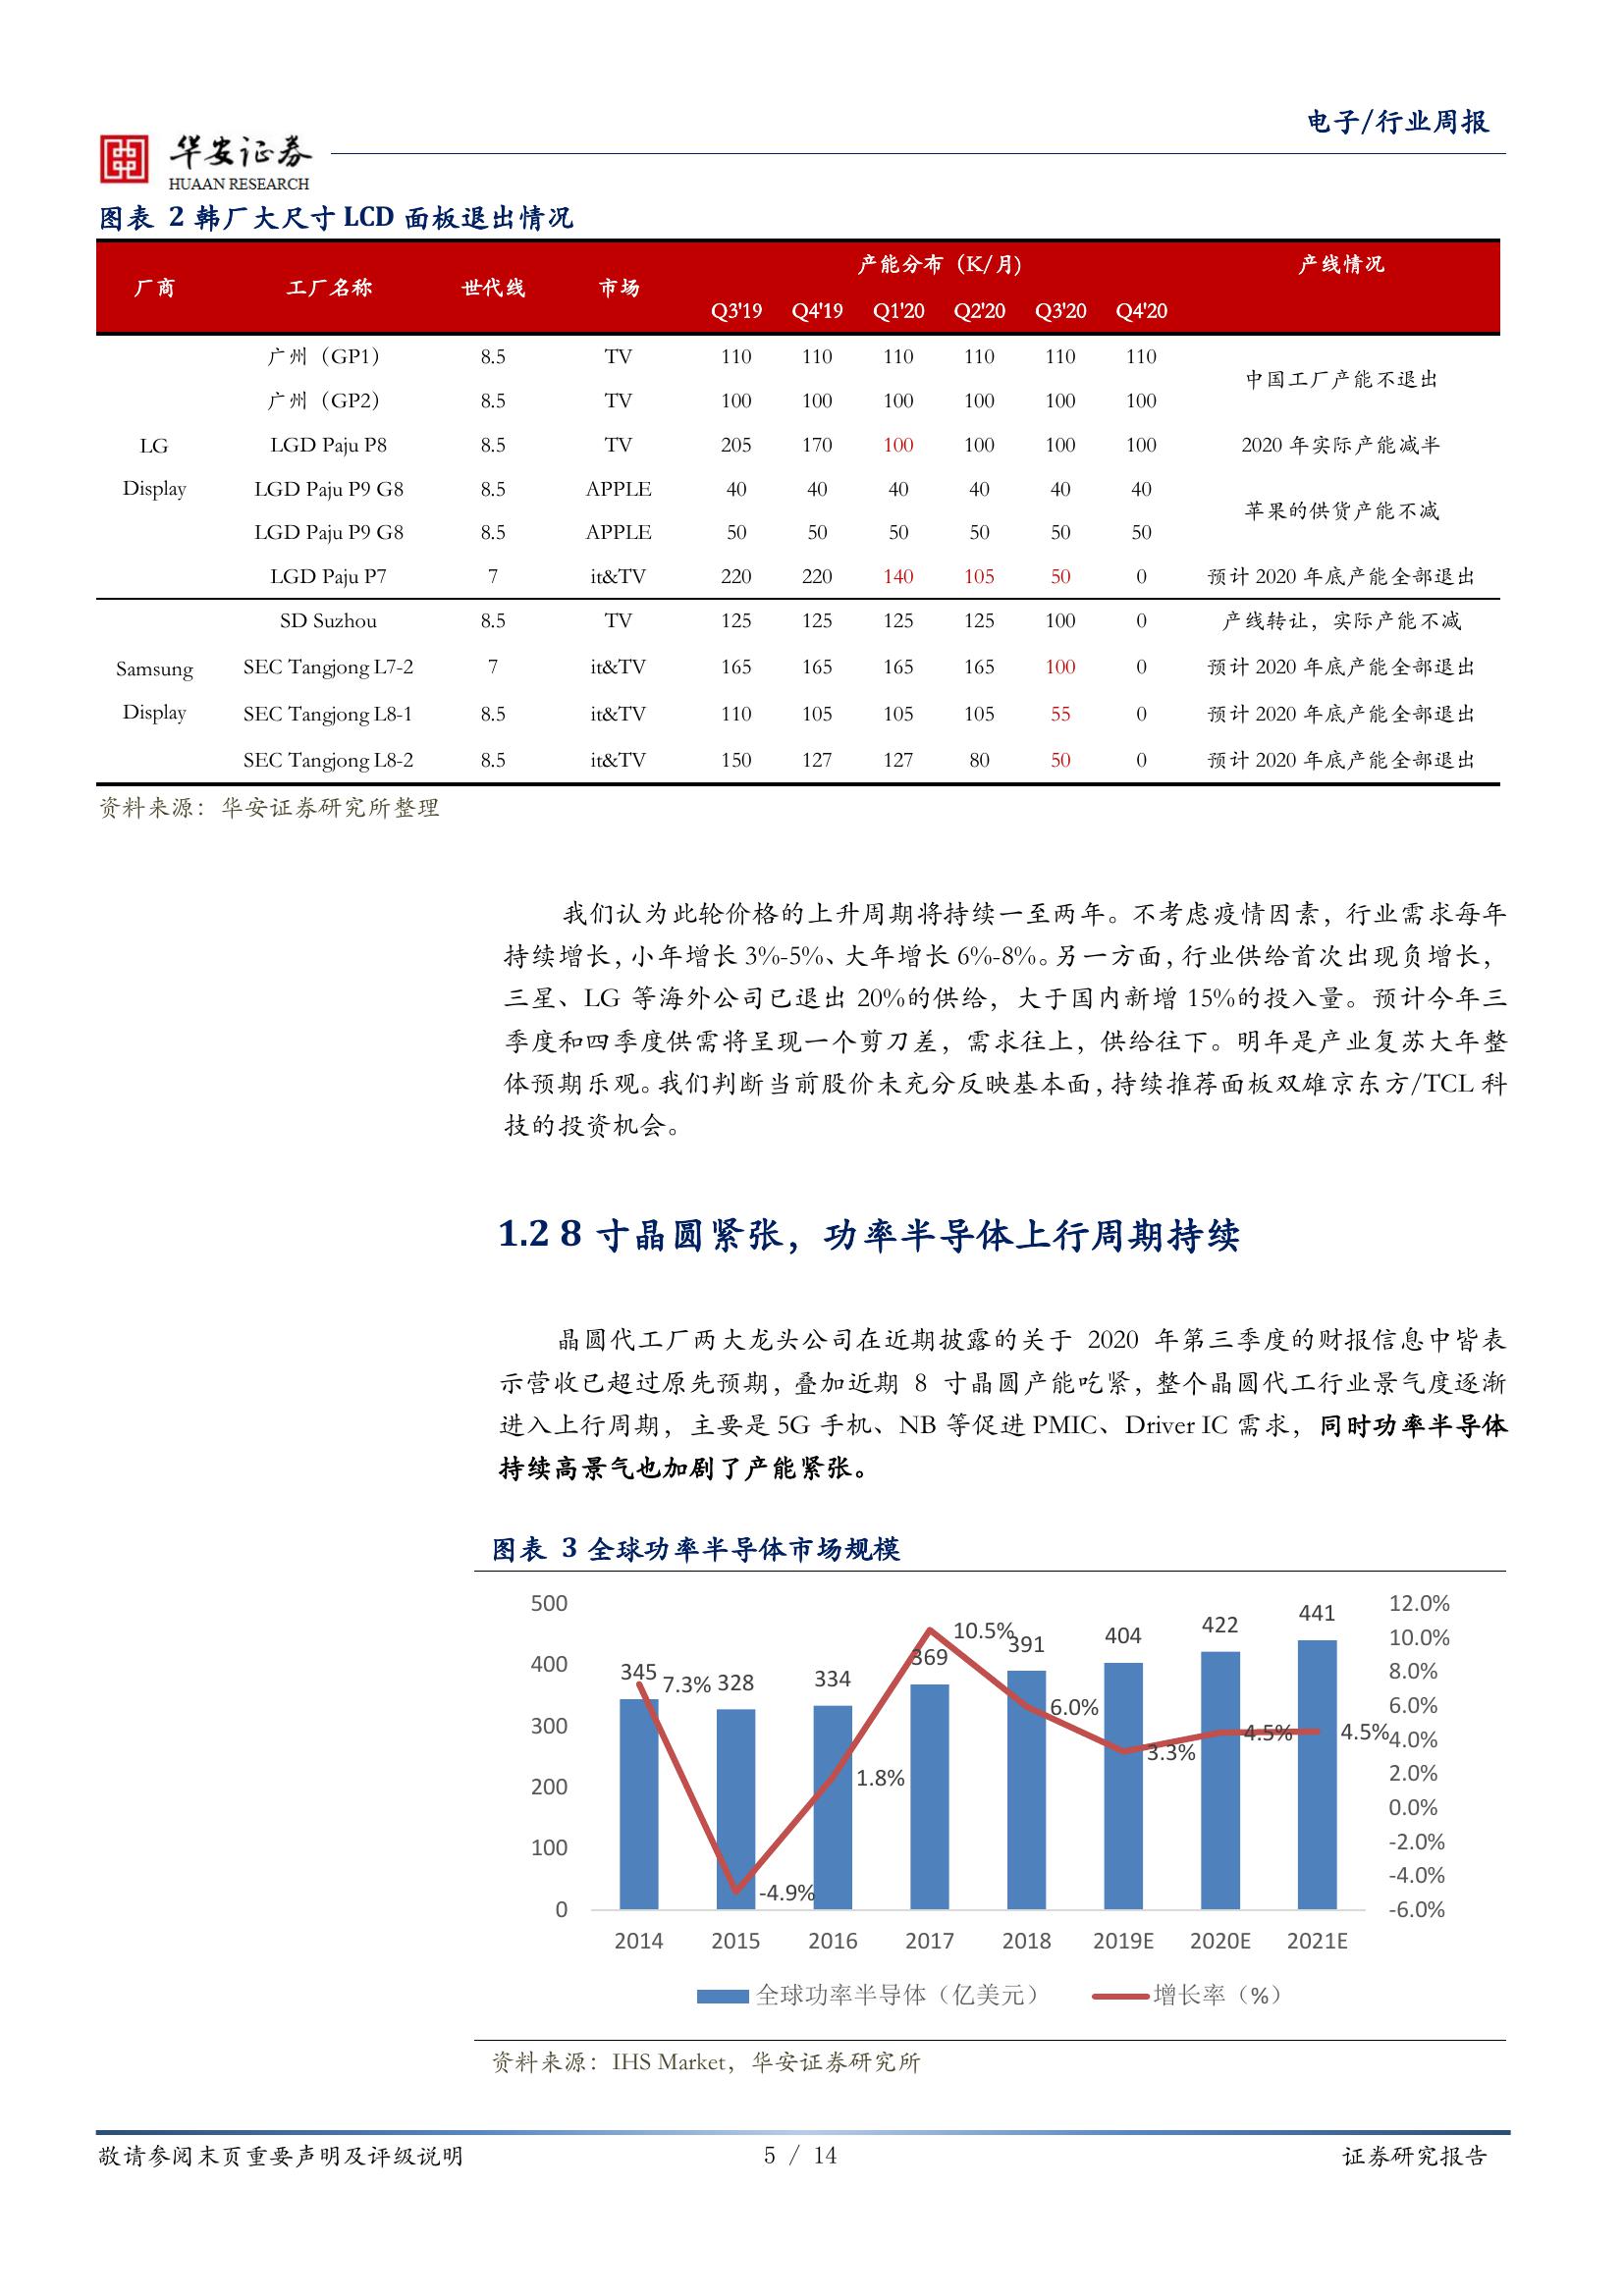 电子/行业周报
华安证券
HUAAN RESEARCH
图表 2 韩厂大尺寸 LCD 面板退出情况
厂商 工厂名称 世代线 市场 产能分布（K/月） 产线情况
Q3'19 Q4'19 Q1'20 Q2'20 Q3'20 Q4'20
广州（GP1） 8.5 TV 110 110 110 110 110 110
中国工厂产能不退出
广州（GP2） 8.5 TV 100 100 100 100 100 100
LG LGD Paju P8 8.5 TV 205 170 100 100 100 100 2020 年实际产能减半
Display LGD Paju P9 G8 8.5 APPLE 40 40 40 40 40 40
苹果的供货产能不减
LGD Paju P9 G8 8.5 APPLE 50 50 50 50 50 50
LGD Paju P7 7 it&TV 220 220 140 105 50 0 预计 2020 年底产能全部退出
SD Suzhou 8.5 TV 125 125 125 125 100 0 产线转让，实际产能不减
Samsung SEC Tangjong L7-2 7 it&TV 165 165 165 165 100 0 预计 2020 年底产能全部退出
Display SEC Tangjong L8-1 8.5 it&TV 110 105 105 105 55 0 预计 2020 年底产能全部退出
SEC Tangjong L8-2 8.5 it&TV 150 127 127 80 50 0 预计 2020 年底产能全部退出
资料来源：华安证券研究所整理
我们认为此轮价格的上升周期将持续一至两年。不考虑疫情因素，行业需求每年
持续增长，小年增长 3%-5%、大年增长 6%-8%。另一方面，行业供给首次出现负增长，
三星、LG 等海外公司已退出 20%的供给，大于国内新增 15%的投入量。预计今年三
季度和四季度供需将呈现一个剪刀差，需求往上，供给往下。明年是产业复苏大年整
体预期乐观。我们判断当前股价未充分反映基本面，持续推荐面板双雄京东方/TCL 科
技的投资机会。
1.2 8 寸晶圆紧张，功率半导体上行周期持续
晶圆代工厂两大龙头公司在近期披露的关于 2020 年第三季度的财报信息中皆表
示营收已超过原先预期，叠加近期 8 寸晶圆产能吃紧，整个晶圆代工行业景气度逐渐
进入上行周期，主要是 5G 手机、NB 等促进 PMIC、Driver IC 需求，同时功率半导体
持续高景气也加剧了产能紧张。
图表 3 全球功率半导体市场规模
500
400
300
200
100
0
345 328 334 369 391 404 422 441
7.3% -4.9% 1.8% 10.5% 6.0% 3.3% 4.5% 4.5%
12.0%
10.0%
8.0%
6.0%
4.0%
2.0%
0.0%
-2.0%
-4.0%
-6.0%
2014 2015 2016 2017 2018 2019E 2020E 2021E
全球功率半导体（亿美元） 增长率（%）
资料来源：IHS Market，华安证券研究所
敬请参阅末页重要声明及评级说明 5 / 14 证券研究报告